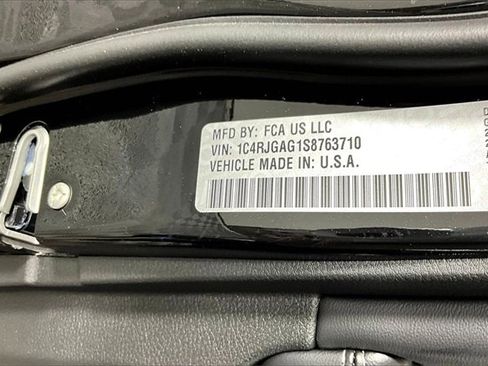 MFD BY: FCA US LLC
VIN: 1C4RJGAG1S8763710
VEHICLE MADE IN: U.S.A.